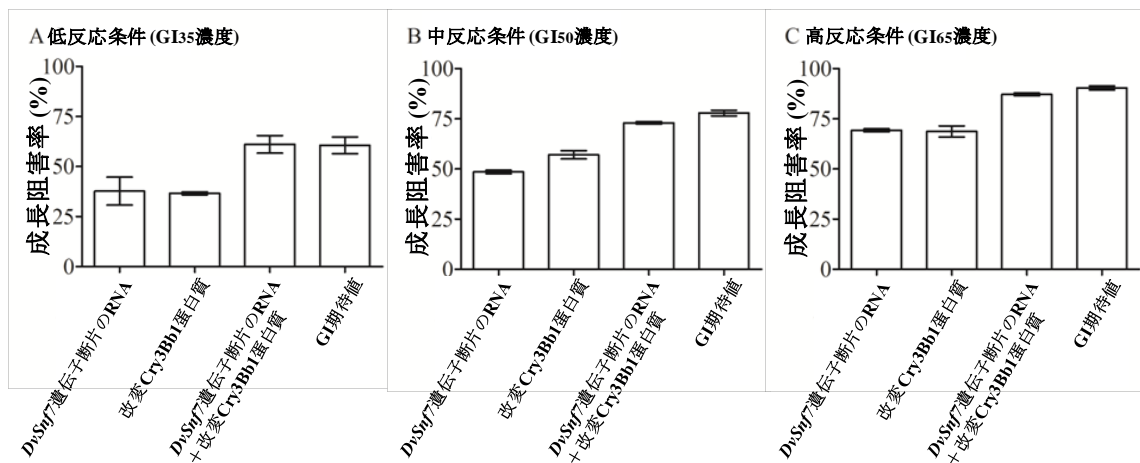 A 低反応条件 (GI35濃度)
成長阻害率 (%)
100
75
50
25
0
DvSnf7遺伝子断片のRNA
改変Cry3Bb1蛋白質
DvSnf7遺伝子断片のRNA
＋改変Cry3Bb1蛋白質
GI期待値
B 中反応条件 (GI50濃度)
成長阻害率 (%)
100
75
50
25
0
DvSnf7遺伝子断片のRNA
改変Cry3Bb1蛋白質
DvSnf7遺伝子断片のRNA
＋改変Cry3Bb1蛋白質
GI期待値
C 高反応条件 (GI65濃度)
成長阻害率 (%)
100
75
50
25
0
DvSnf7遺伝子断片のRNA
改変Cry3Bb1蛋白質
DvSnf7遺伝子断片のRNA
＋改変Cry3Bb1蛋白質
GI期待値